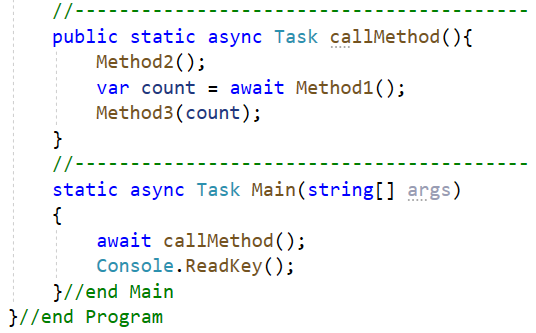 //-----------------------------------------
public static async Task callMethod(){
Method2();
var count = await Method1();
Method3(count);
}
//-----------------------------------------
static async Task Main(string[] args)
{
await callMethod();
Console.ReadKey();
}//end Main
}//end Program